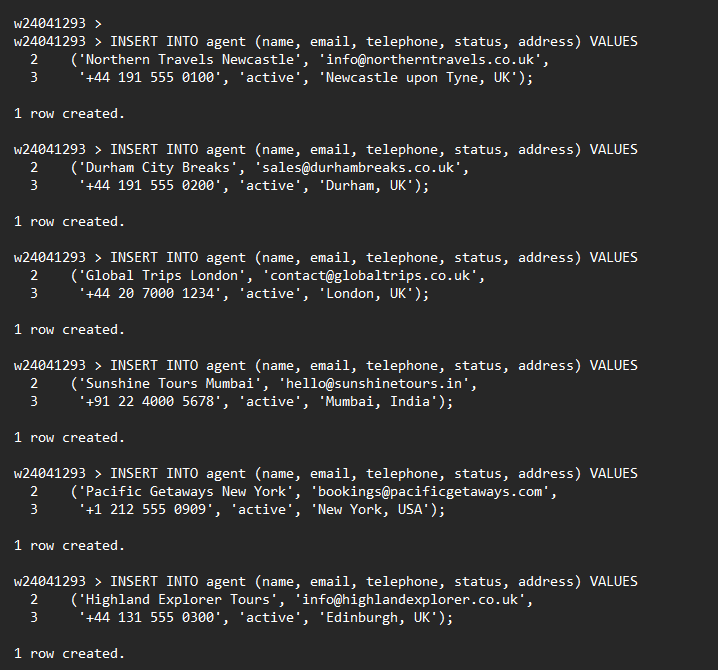 w24041293 >
w24041293 > INSERT INTO agent (name, email, telephone, status, address) VALUES
  2    ('Northern Travels Newcastle', 'info@northerntravels.co.uk',
  3     '+44 191 555 0100', 'active', 'Newcastle upon Tyne, UK');

1 row created.

w24041293 > INSERT INTO agent (name, email, telephone, status, address) VALUES
  2    ('Durham City Breaks', 'sales@durhambreaks.co.uk',
  3     '+44 191 555 0200', 'active', 'Durham, UK');

1 row created.

w24041293 > INSERT INTO agent (name, email, telephone, status, address) VALUES
  2    ('Global Trips London', 'contact@globaltrips.co.uk',
  3     '+44 20 7000 1234', 'active', 'London, UK');

1 row created.

w24041293 > INSERT INTO agent (name, email, telephone, status, address) VALUES
  2    ('Sunshine Tours Mumbai', 'hello@sunshinetours.in',
  3     '+91 22 4000 5678', 'active', 'Mumbai, India');

1 row created.

w24041293 > INSERT INTO agent (name, email, telephone, status, address) VALUES
  2    ('Pacific Getaways New York', 'bookings@pacificgetaways.com',
  3     '+1 212 555 0909', 'active', 'New York, USA');

1 row created.

w24041293 > INSERT INTO agent (name, email, telephone, status, address) VALUES
  2    ('Highland Explorer Tours', 'info@highlandexplorer.co.uk',
  3     '+44 131 555 0300', 'active', 'Edinburgh, UK');

1 row created.